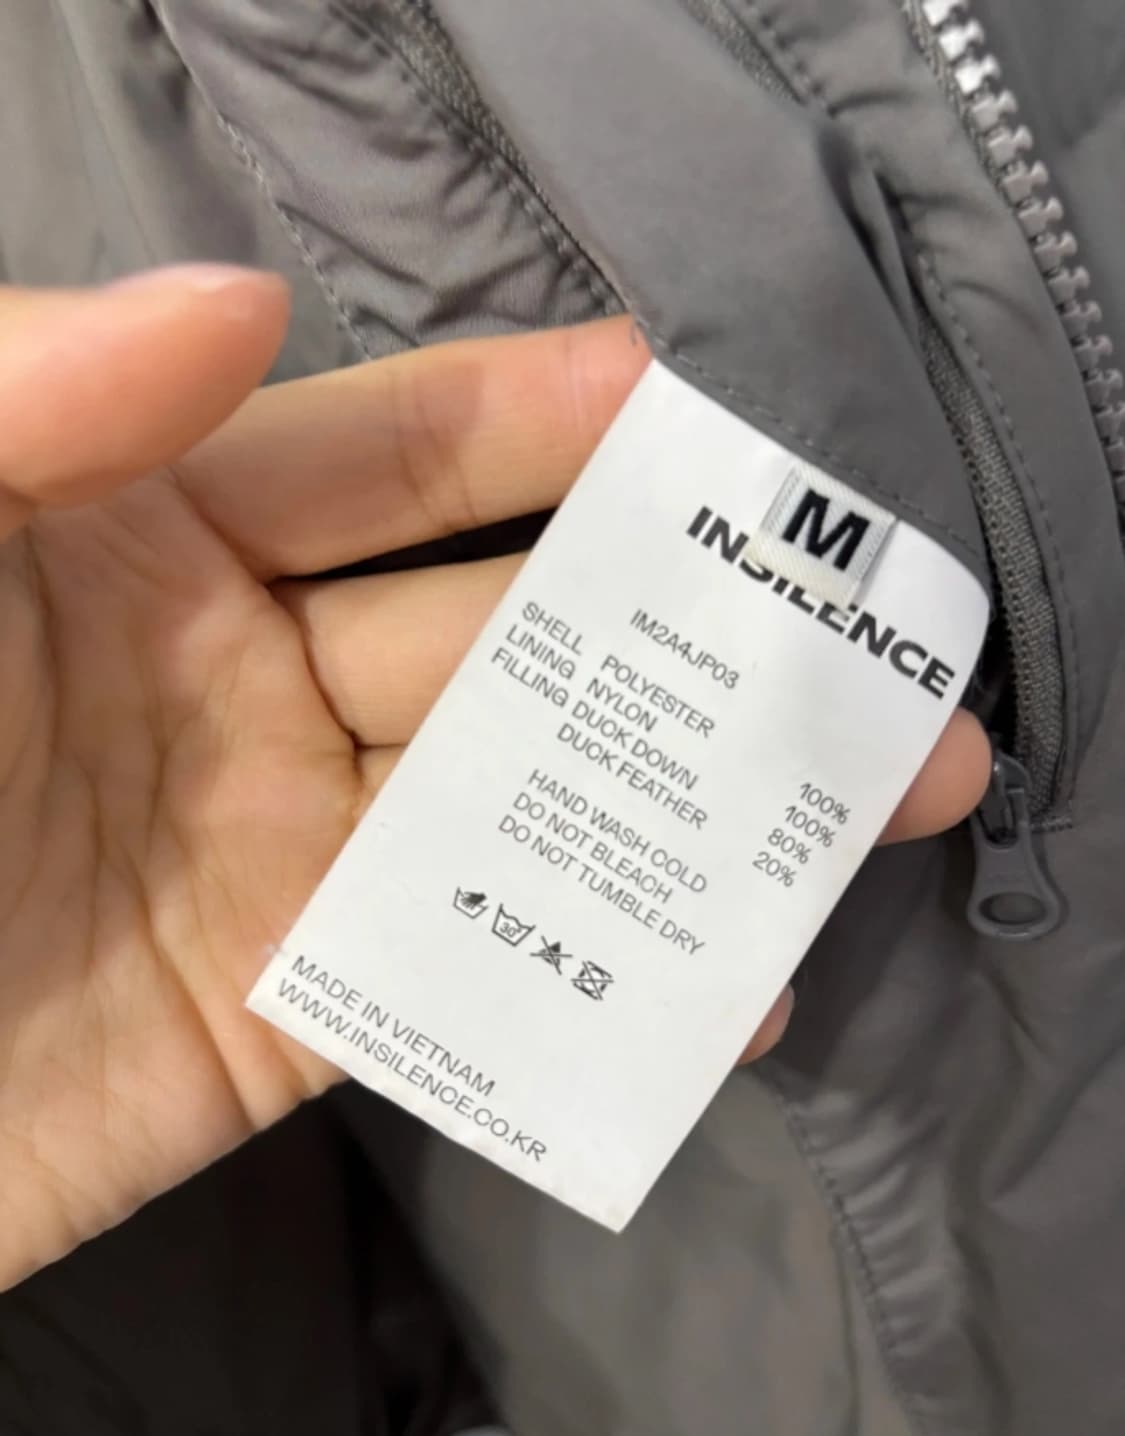 M
INSILENCE
IM2A4JP03
SHELL POLYESTER 100%
LINING NYLON 100%
FILLING DUCK DOWN 80%
DUCK FEATHER 20%
HAND WASH COLD
DO NOT BLEACH
DO NOT TUMBLE DRY
30°
MADE IN VIETNAM
WWW.INSILENCE.CO.KR